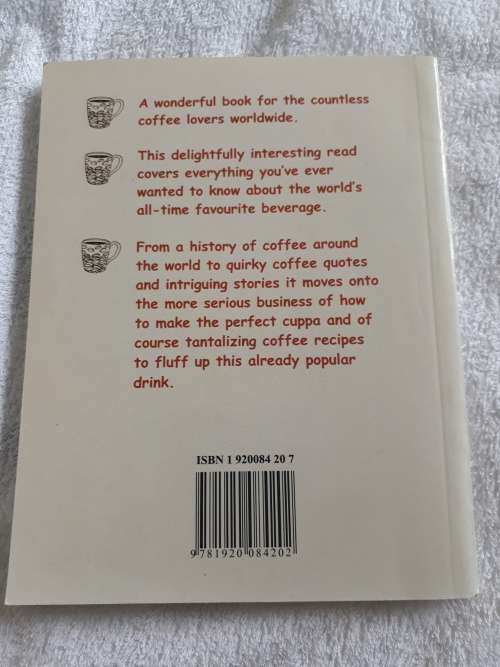 A wonderful book for the countless
coffee lovers worldwide.
This delightfully interesting read
covers everything you've ever
wanted to know about the world's
all-time favourite beverage.
From a history of coffee around
the world to quirky coffee quotes
and intriguing stories it moves onto
the more serious business of how
to make the perfect cuppa and of
course tantalizing coffee recipes
to fluff up this already popular
drink.
ISBN 1 920084 20 7
9 781920 084202